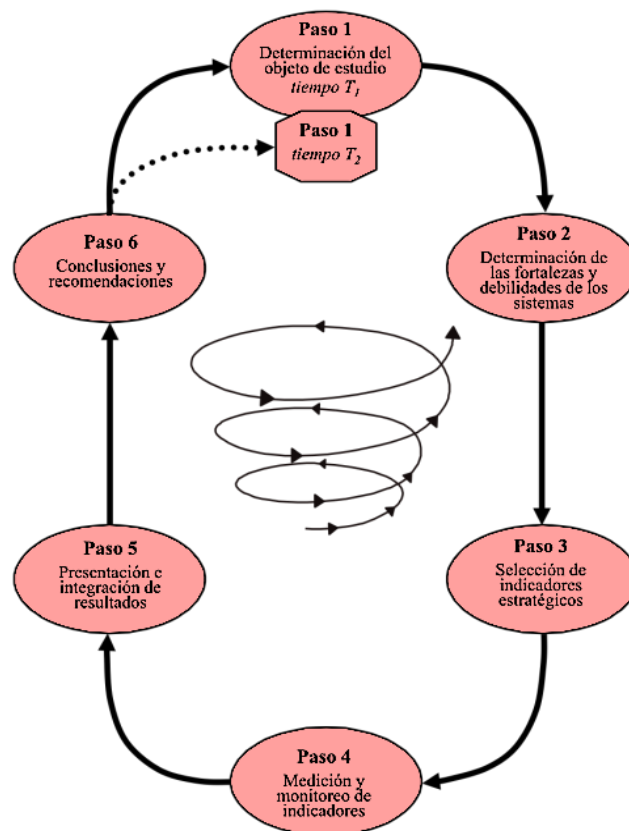 Paso 1
Determinación del
objeto de estudio
tiempo T1
Paso 1
tiempo T2
Paso 2
Determinación de
las fortalezas y
debilidades de los
sistemas
Paso 3
Selección de
indicadores
estratégicos
Paso 4
Medición y
monitoreo de
indicadores
Paso 5
Presentación e
integración de
resultados
Paso 6
Conclusiones y
recomendaciones